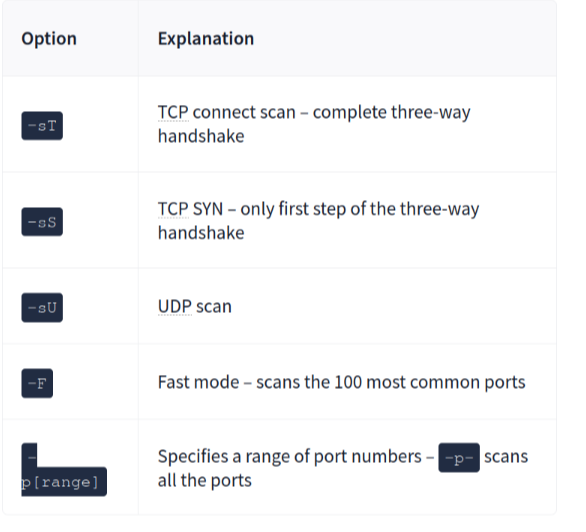 Option Explanation
-sT TCP connect scan – complete three-way
handshake
-sS TCP SYN – only first step of the three-way
handshake
-sU UDP scan
-F Fast mode – scans the 100 most common ports
-
p[range] Specifies a range of port numbers – -p- scans
all the ports